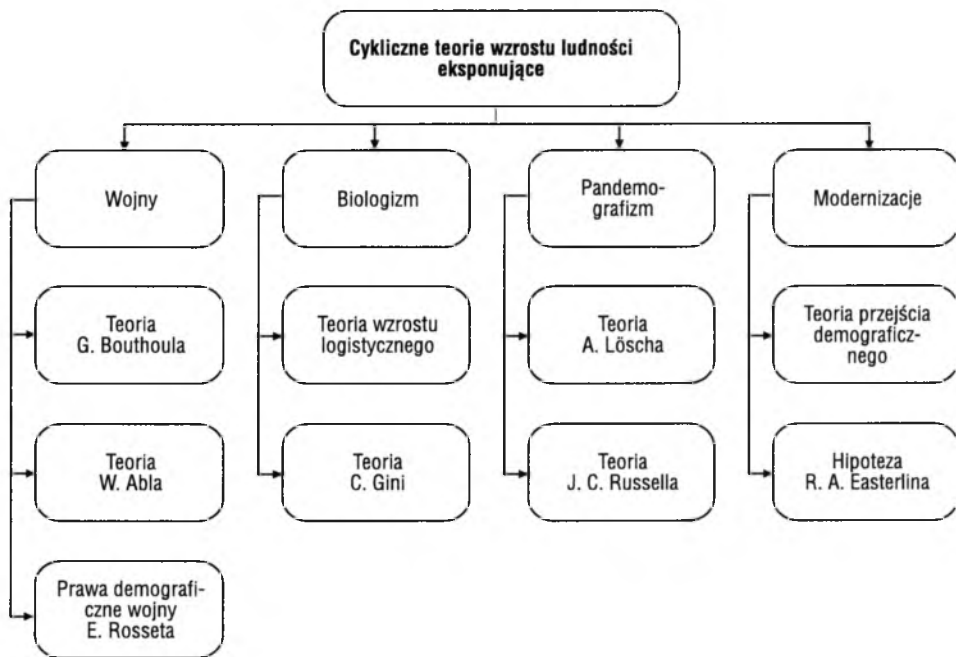 Cykliczne teorie wzrostu ludności
eksponujące
Wojny
Biologizm
Pandemo-
grafizm
Modernizacje
Teoria
G. Bouthoula
Teoria wzrostu
logistycznego
Teoria
A. Löscha
Teoria przejścia
demograficz-
nego
Teoria
W. Abla
Teoria
C. Gini
Teoria
J. C. Russella
Hipoteza
R. A. Easterlina
Prawa demografi-
czne wojny
E. Rosseta